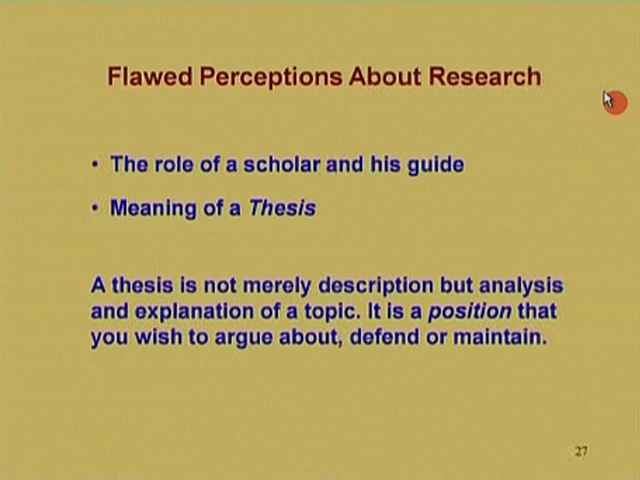 Flawed Perceptions About Research
• The role of a scholar and his guide
• Meaning of a Thesis
A thesis is not merely description but analysis
and explanation of a topic. It is a position that
you wish to argue about, defend or maintain.
27